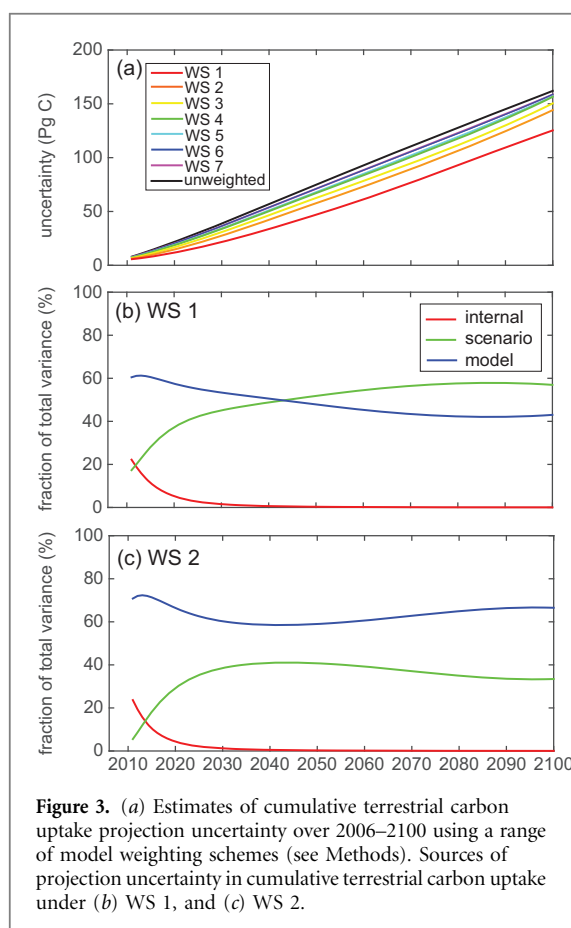 (a)
WS 1
WS 2
WS 3
WS 4
WS 5
WS 6
WS 7
unweighted
uncertainty (Pg C)
200
150
100
50
0
(b) WS 1
internal
scenario
model
fraction of total variance (%)
100
80
60
40
20
0
(c) WS 2
fraction of total variance (%)
100
80
60
40
20
0
2010 2020 2030 2040 2050 2060 2070 2080 2090 2100
Figure 3. (a) Estimates of cumulative terrestrial carbon
uptake projection uncertainty over 2006–2100 using a range
of model weighting schemes (see Methods). Sources of
projection uncertainty in cumulative terrestrial carbon uptake
under (b) WS 1, and (c) WS 2.